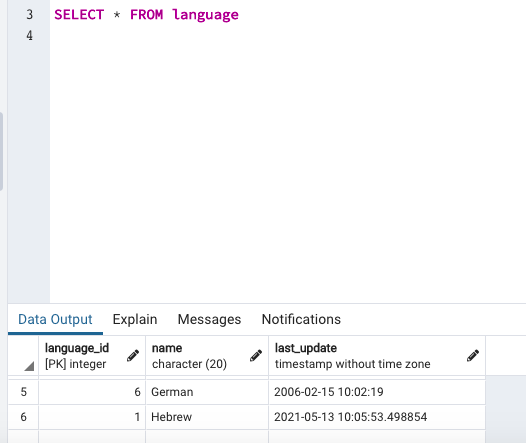 3 SELECT * FROM language
4
Data Output Explain Messages Notifications
language_id name last_update
[PK] integer character (20) timestamp without time zone
5 6 German 2006-02-15 10:02:19
6 1 Hebrew 2021-05-13 10:05:53.498854